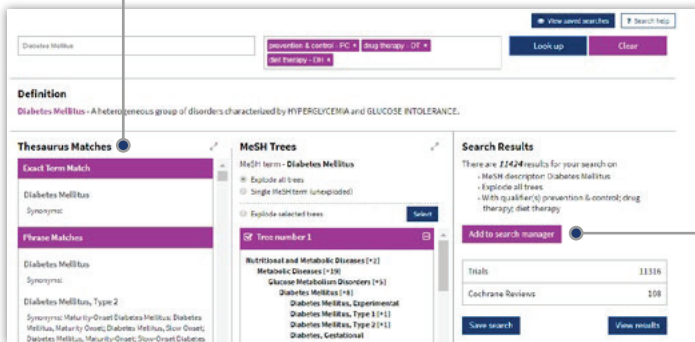 View saved searches
? Search help
Diabetes Mellitus
prevention & control - PC × drug therapy - DT ×
diet therapy - DH ×
Look up
Clear
Definition
Diabetes Mellitus - A heterogeneous group of disorders characterized by HYPERGLYCEMIA and GLUCOSE INTOLERANCE.
Thesaurus Matches
Exact Term Match
Diabetes Mellitus
Synonyms:
Phrase Matches
Diabetes Mellitus
Synonyms:
Diabetes Mellitus, Type 2
Synonyms: Maturity-Onset Diabetes Mellitus; Diabetes
Mellitus, Maturity Onset; Diabetes Mellitus, Slow Onset;
Diabetes Mellitus, Maturity-Onset; Slow-Onset Diabetes
MeSH Trees
MeSH term - Diabetes Mellitus
Explode all trees
Single MeSH term (unexploded)
Explode selected trees
Select
Tree number 1
Nutritional and Metabolic Diseases [+2]
Metabolic Diseases [+19]
Glucose Metabolism Disorders [+5]
Diabetes Mellitus [+8]
Diabetes Mellitus, Experimental
Diabetes Mellitus, Type 1 [+1]
Diabetes Mellitus, Type 2 [+1]
Diabetes, Gestational
Search Results
There are 11424 results for your search on
- MeSH descriptor: Diabetes Mellitus
- Explode all trees
- With qualifier(s) prevention & control; drug
therapy; diet therapy
Add to search manager
Trials 11316
Cochrane Reviews 108
Save search
View results